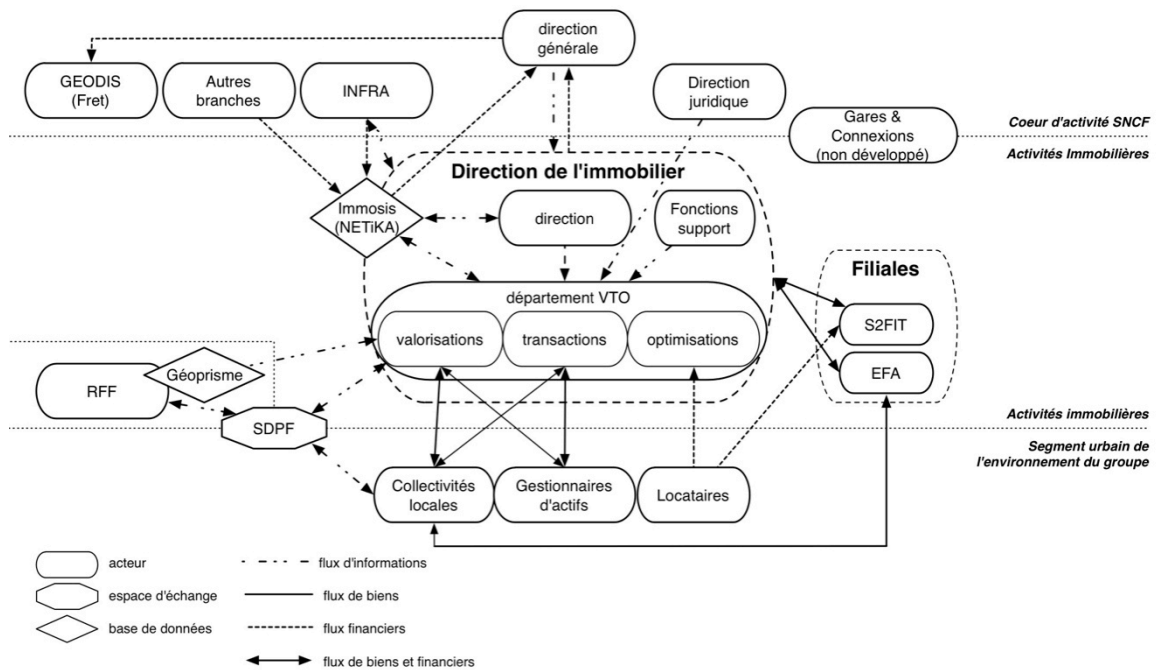 direction
générale
GEODIS
(Fret)
Autres
branches
INFRA
Direction
juridique
Gares &
Connexions
(non développé)
Coeur d'activité SNCF
Activités Immobilières
Direction de l'immobilier
Immosis
(NETiKA)
direction
Fonctions
support
Filiales
département VTO
valorisations
transactions
optimisations
S2FIT
EFA
Géoprisme
RFF
SDPF
Activités immobilières
Segment urbain de
l'environnement du groupe
Collectivités
locales
Gestionnaires
d'actifs
Locataires
acteur
flux d'informations
espace d'échange
flux de biens
base de données
flux financiers
flux de biens et financiers